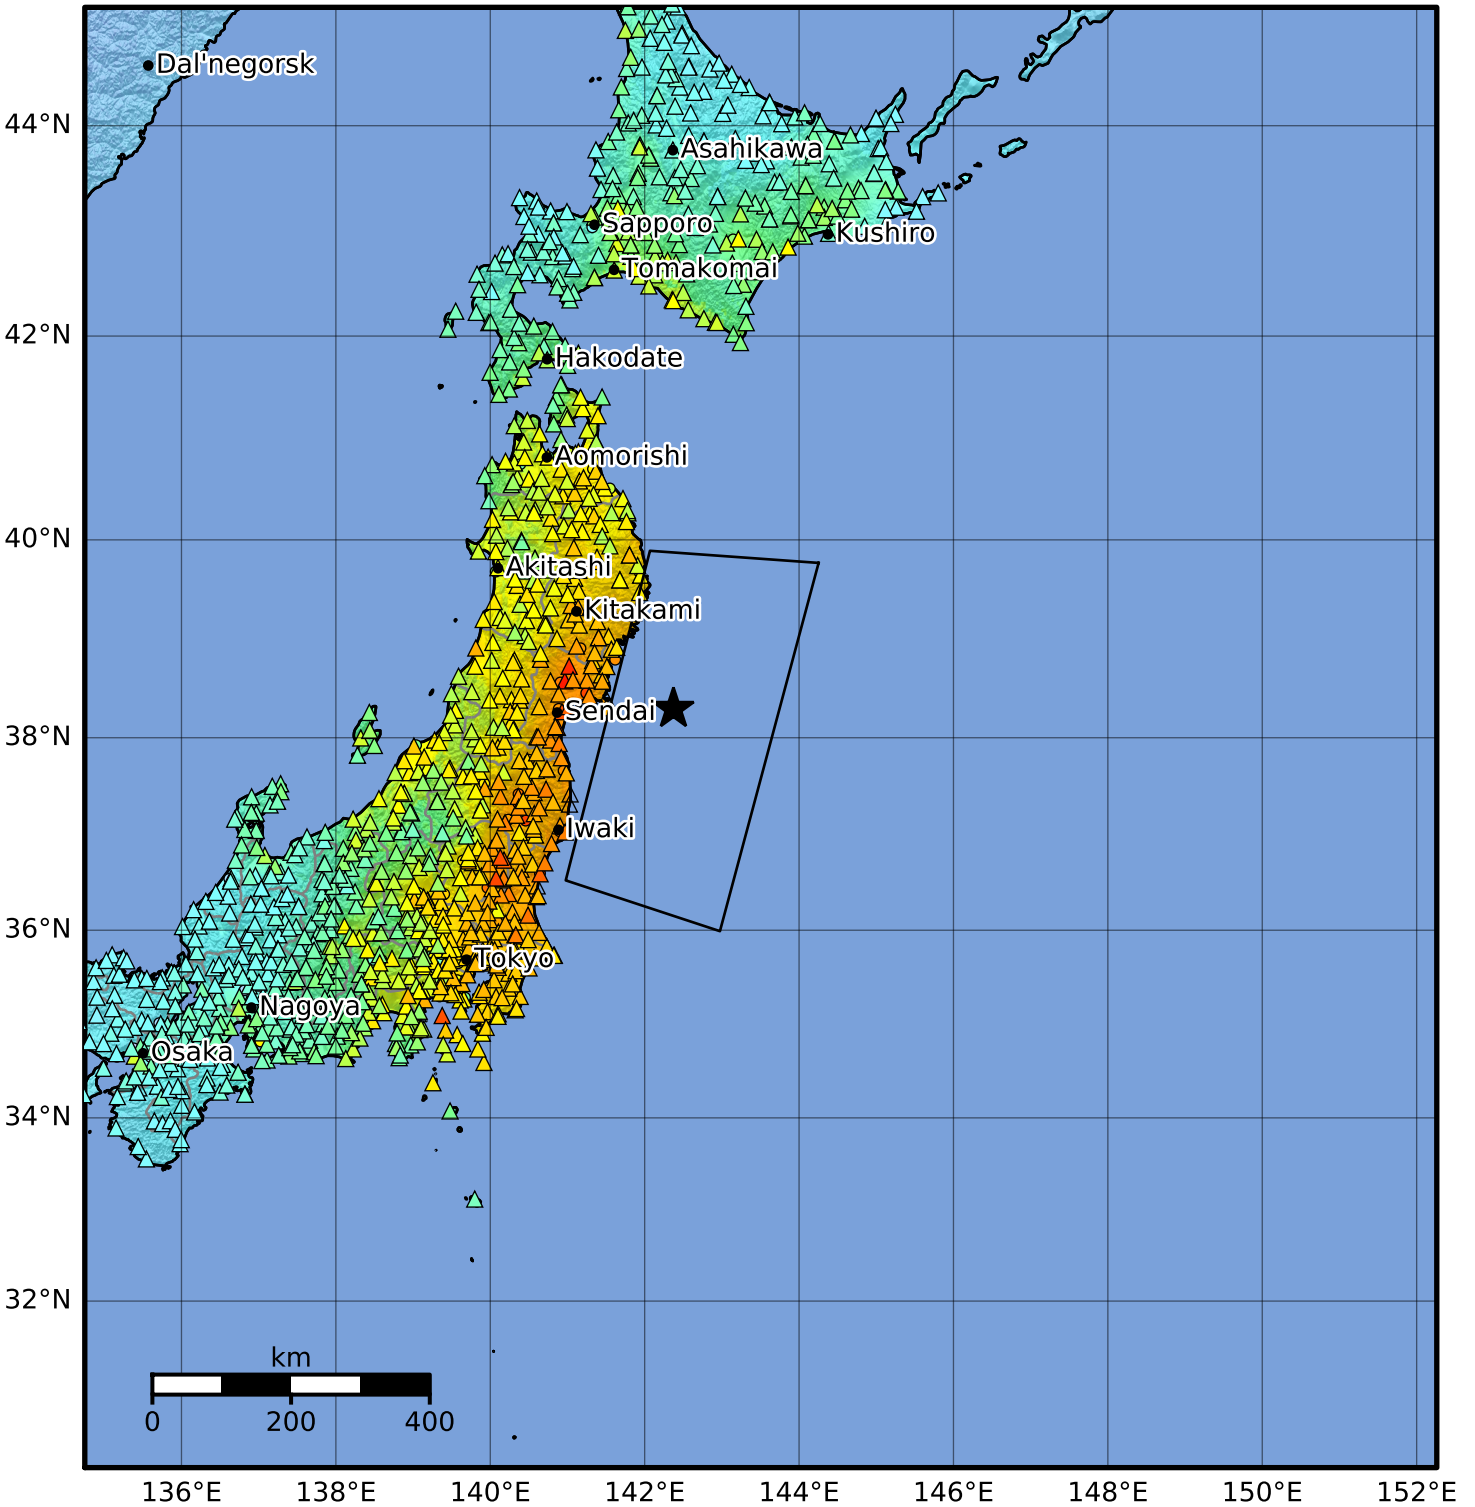 Dal'negorsk
44°N
Asahikawa
Sapporo
Kushiro
Tomakomai
42°N
Hakodate
Aomorishi
40°N
Akitashi
Kitakami
Sendai
38°N
Iwaki
36°N
Tokyo
Nagoya
Osaka
34°N
32°N
km
0 200 400
136°E 138°E 140°E 142°E 144°E 146°E 148°E 150°E 152°E